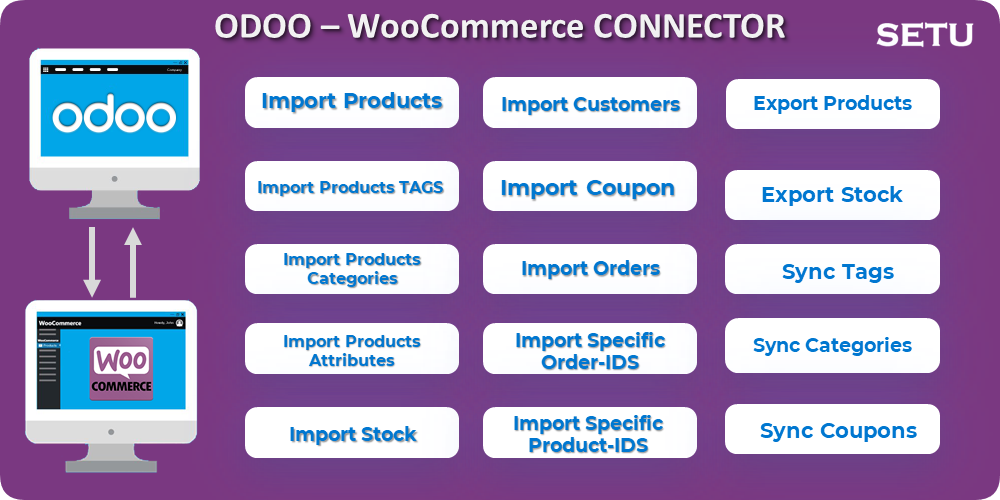 ODOO – WooCommerce CONNECTOR
SETU
Company
odoo
Import Products
Import Customers
Export Products
Import Products TAGS
Import Coupon
Export Stock
Import Products
Categories
Import Orders
Sync Tags
Import Products
Attributes
Import Specific
Order-IDS
Sync Categories
Import Stock
Import Specific
Product-IDS
Sync Coupons
WooCommerce
WooCommerce
Products
WOO
COMMERCE